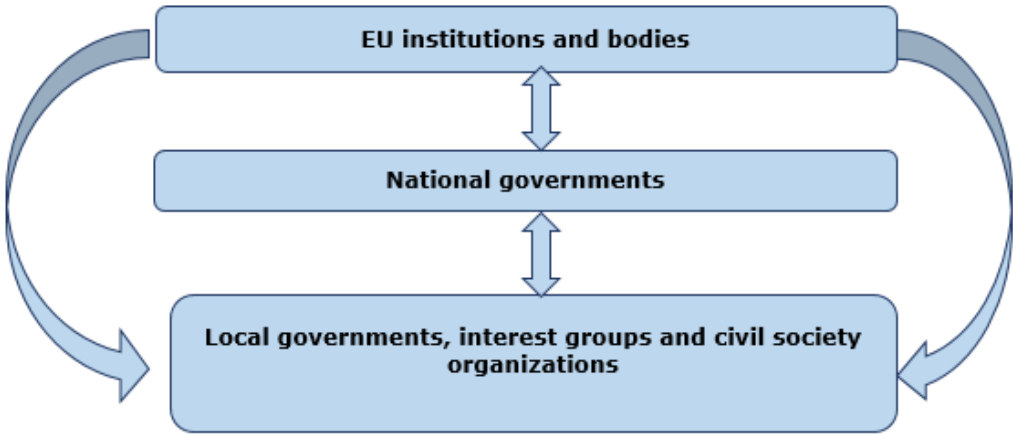 EU institutions and bodies
National governments
Local governments, interest groups and civil society
organizations